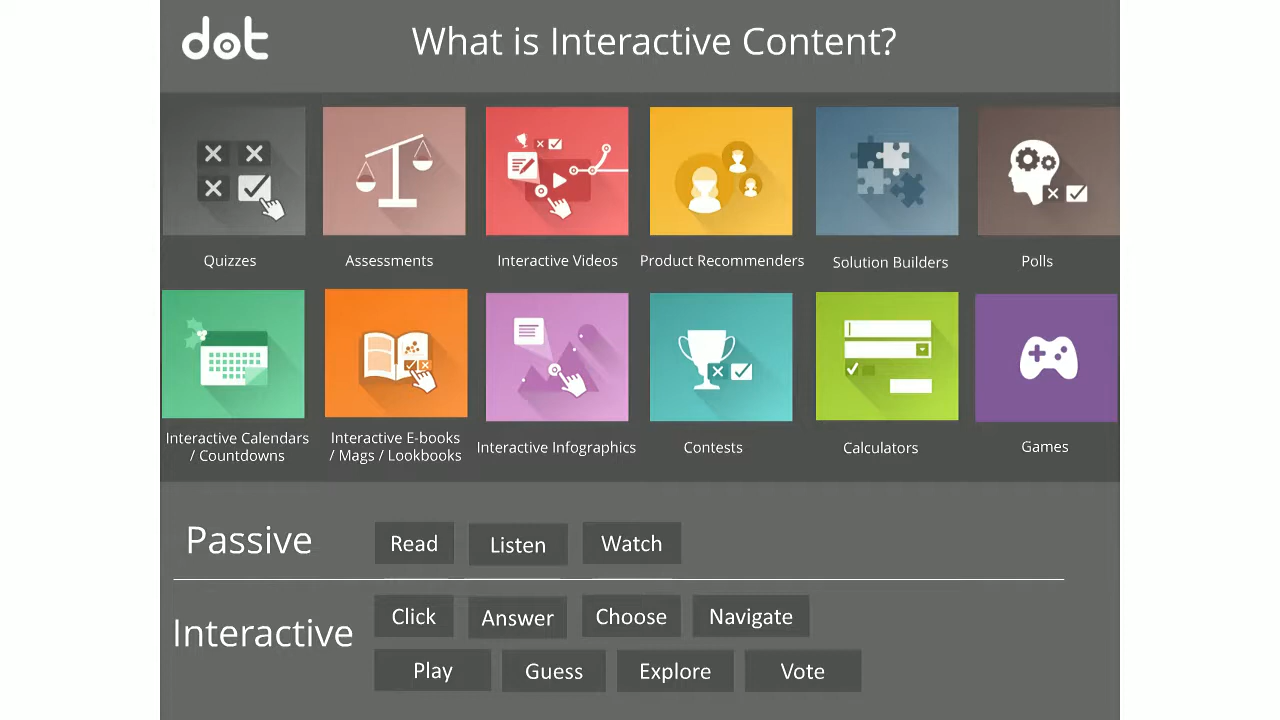 dot
What is Interactive Content?
Quizzes
Assessments
Interactive Videos
Product Recommenders
Solution Builders
Polls
Interactive Calendars
/ Countdowns
Interactive E-books
/ Mags / Lookbooks
Interactive Infographics
Contests
Calculators
Games
Passive
Read
Listen
Watch
Interactive
Click
Answer
Choose
Navigate
Play
Guess
Explore
Vote